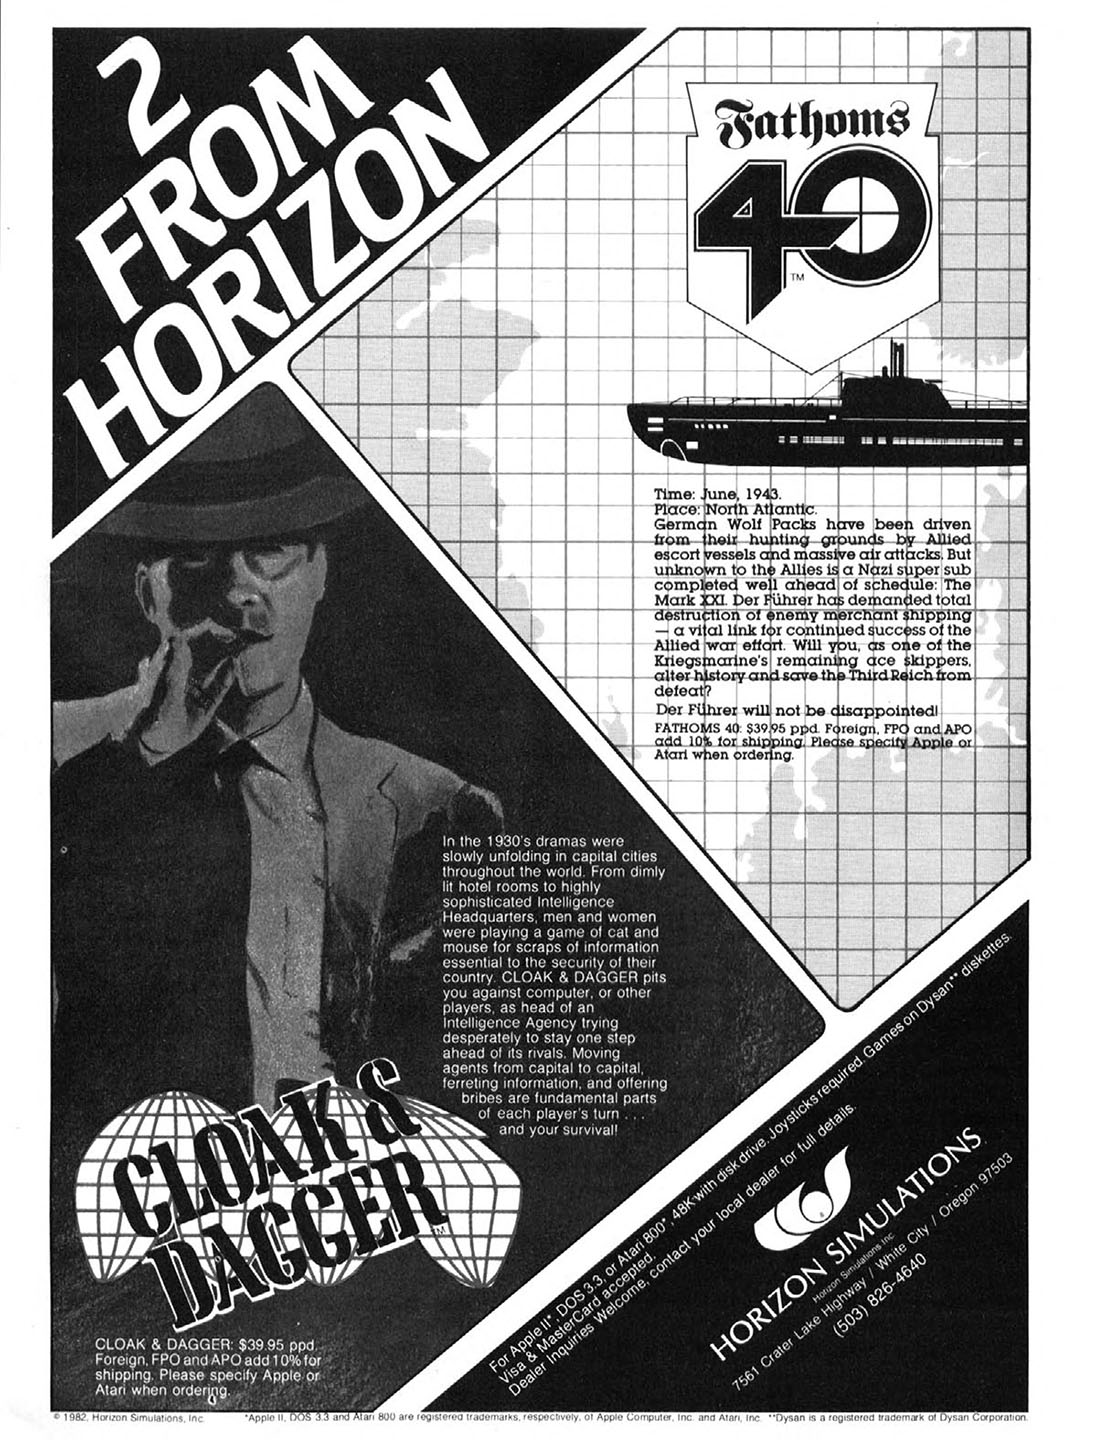 2
FROM
HORIZON
Fathoms
40
TM
Time: June, 1943.
Place: North Atlantic.
German Wolf Packs have been driven
from their hunting grounds by Allied
escort vessels and massive air attacks. But
unknown to the Allies is a Nazi super sub
completed well ahead of schedule: The
Mark XXI. Der Führer has demanded total
destruction of enemy merchant shipping
— a vital link for continued success of the
Allied war effort. Will you, as one of the
Kriegsmarine's remaining ace skippers,
alter history and save the Third Reich from
defeat?
Der Führer will not be disappointed!
FATHOMS 40: $39.95 ppd. Foreign, FPO and APO
add 10% for shipping. Please specify Apple or
Atari when ordering.
In the 1930's dramas were
slowly unfolding in capital cities
throughout the world. From dimly
lit hotel rooms to highly
sophisticated Intelligence
Headquarters, men and women
were playing a game of cat and
mouse for scraps of information
essential to the security of their
country. CLOAK & DAGGER pits
you against computer, or other
players, as head of an
Intelligence Agency trying
desperately to stay one step
ahead of its rivals. Moving
agents from capital to capital,
ferreting information, and offering
bribes are fundamental parts
of each player's turn . . .
and your survival!
CLOAK &
DAGGER
TM
CLOAK & DAGGER: $39.95 ppd.
Foreign, FPO and APO add 10% for
shipping. Please specify Apple or
Atari when ordering.
For Apple II*, DOS 3.3, or Atari 800*, 48K with disk drive. Joysticks required. Games on Dysan** diskettes.
Visa & MasterCard accepted.
Dealer Inquiries Welcome, contact your local dealer for full details.
HORIZON SIMULATIONS
Horizon Simulations Inc.
7561 Crater Lake Highway / White City / Oregon 97503
(503) 826-4640
© 1982, Horizon Simulations, Inc. *Apple II, DOS 3.3 and Atari 800 are registered trademarks, respectively, of Apple Computer, Inc. and Atari, Inc. **Dysan is a registered trademark of Dysan Corporation.